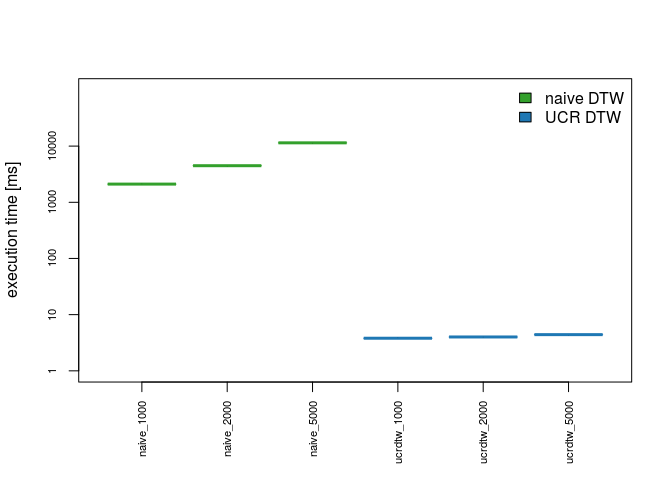 naive DTW
UCR DTW
execution time [ms]
10000
1000
100
10
1
naive_1000
naive_2000
naive_5000
ucrdtw_1000
ucrdtw_2000
ucrdtw_5000